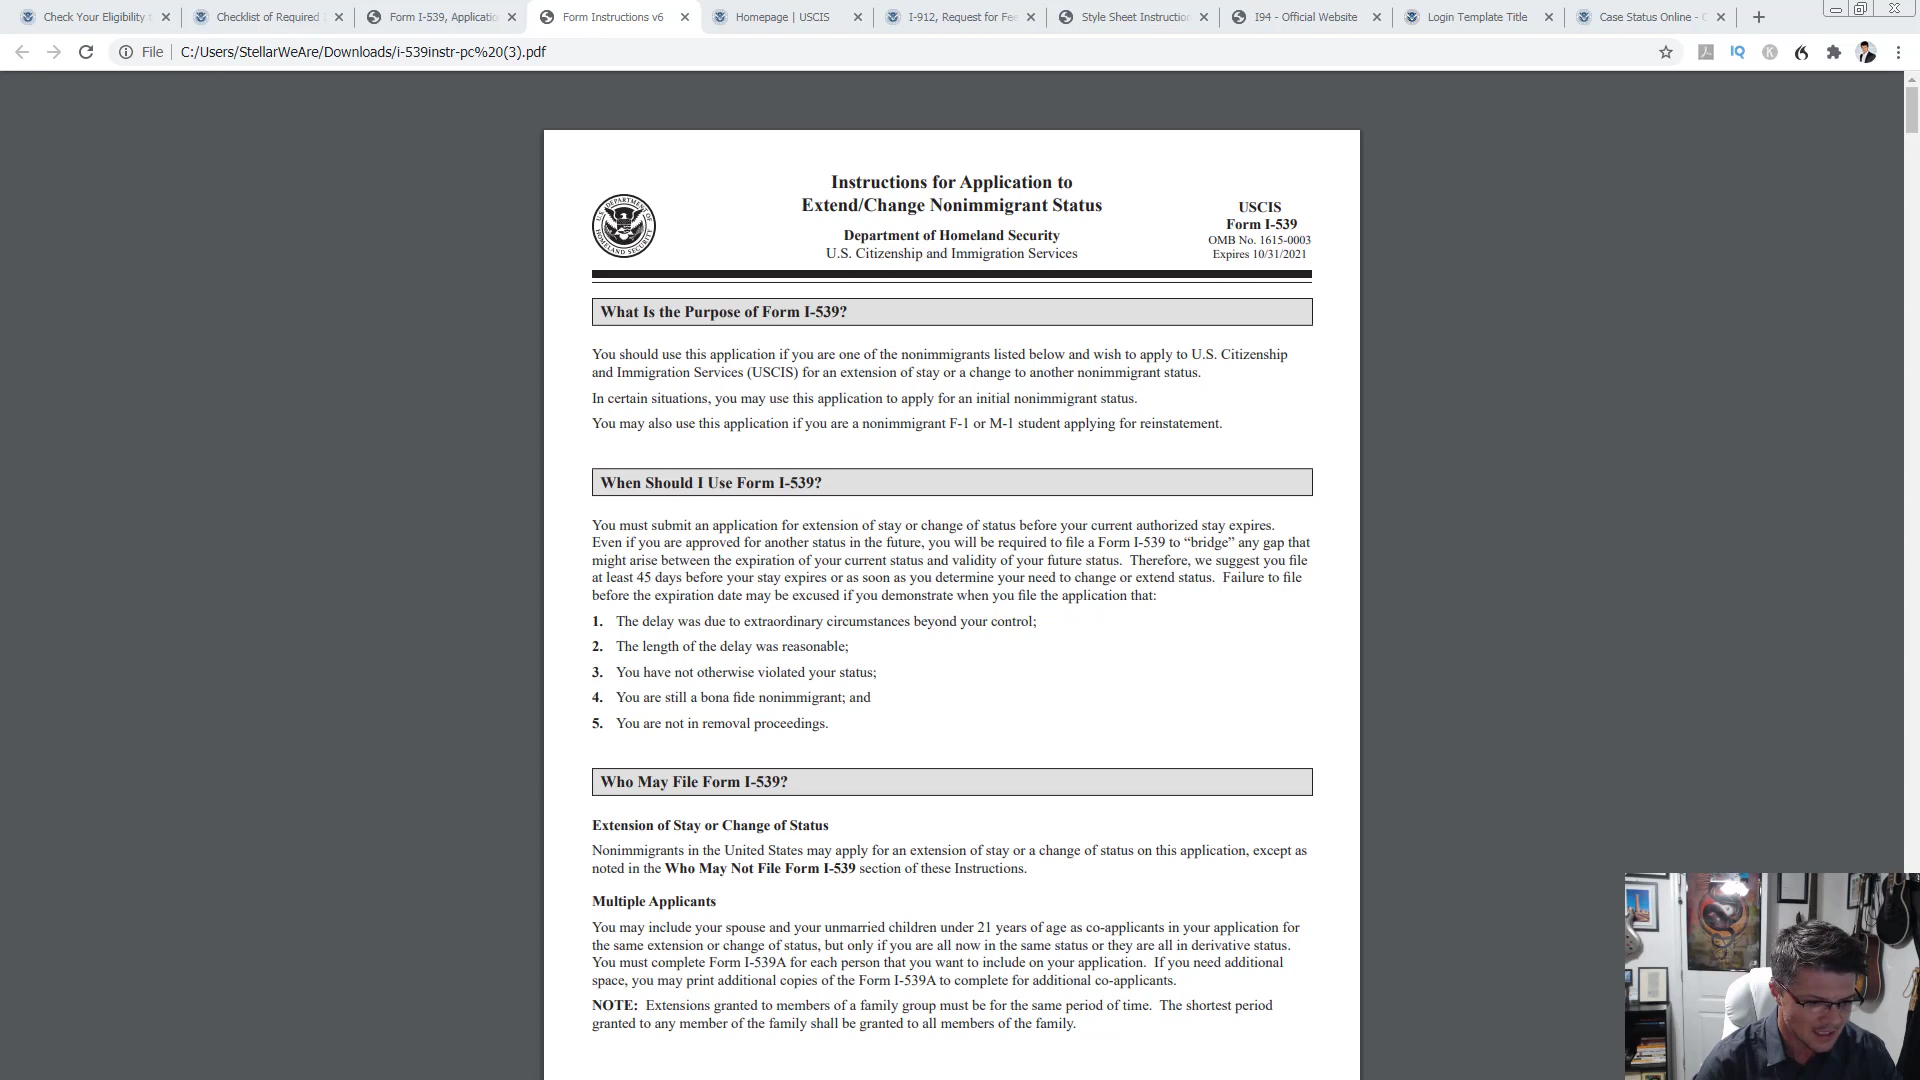 Check Your Eligibility
Checklist of Required
Form I-539, Applicatio
Form Instructions v6
Homepage | USCIS
I-912, Request for Fee
Style Sheet Instructio
I94 - Official Website
Login Template Title
Case Status Online - C
File
C:/Users/StellarWeAre/Downloads/i-539instr-pc%20(3).pdf
IQ
K
Instructions for Application to
Extend/Change Nonimmigrant Status
Department of Homeland Security
U.S. Citizenship and Immigration Services
USCIS
Form I-539
OMB No. 1615-0003
Expires 10/31/2021
U.S. DEPARTMENT OF
HOMELAND SECURITY
What Is the Purpose of Form I-539?
You should use this application if you are one of the nonimmigrants listed below and wish to apply to U.S. Citizenship
and Immigration Services (USCIS) for an extension of stay or a change to another nonimmigrant status.
In certain situations, you may use this application to apply for an initial nonimmigrant status.
You may also use this application if you are a nonimmigrant F-1 or M-1 student applying for reinstatement.
When Should I Use Form I-539?
You must submit an application for extension of stay or change of status before your current authorized stay expires.
Even if you are approved for another status in the future, you will be required to file a Form I-539 to “bridge” any gap that
might arise between the expiration of your current status and validity of your future status. Therefore, we suggest you file
at least 45 days before your stay expires or as soon as you determine your need to change or extend status. Failure to file
before the expiration date may be excused if you demonstrate when you file the application that:
1. The delay was due to extraordinary circumstances beyond your control;
2. The length of the delay was reasonable;
3. You have not otherwise violated your status;
4. You are still a bona fide nonimmigrant; and
5. You are not in removal proceedings.
Who May File Form I-539?
Extension of Stay or Change of Status
Nonimmigrants in the United States may apply for an extension of stay or a change of status on this application, except as
noted in the Who May Not File Form I-539 section of these Instructions.
Multiple Applicants
You may include your spouse and your unmarried children under 21 years of age as co-applicants in your application for
the same extension or change of status, but only if you are all now in the same status or they are all in derivative status.
You must complete Form I-539A for each person that you want to include on your application. If you need additional
space, you may print additional copies of the Form I-539A to complete for additional co-applicants.
NOTE: Extensions granted to members of a family group must be for the same period of time. The shortest period
granted to any member of the family shall be granted to all members of the family.